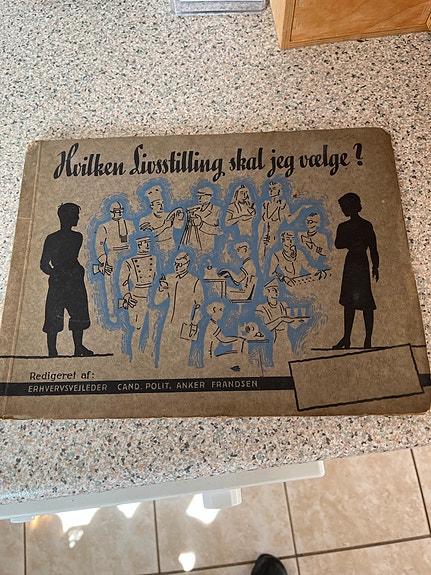 Hvilken Livsstilling skal jeg vælge?
Redigeret af:
ERHVERVSVEJLEDER CAND. POLIT. ANKER FRANDSEN